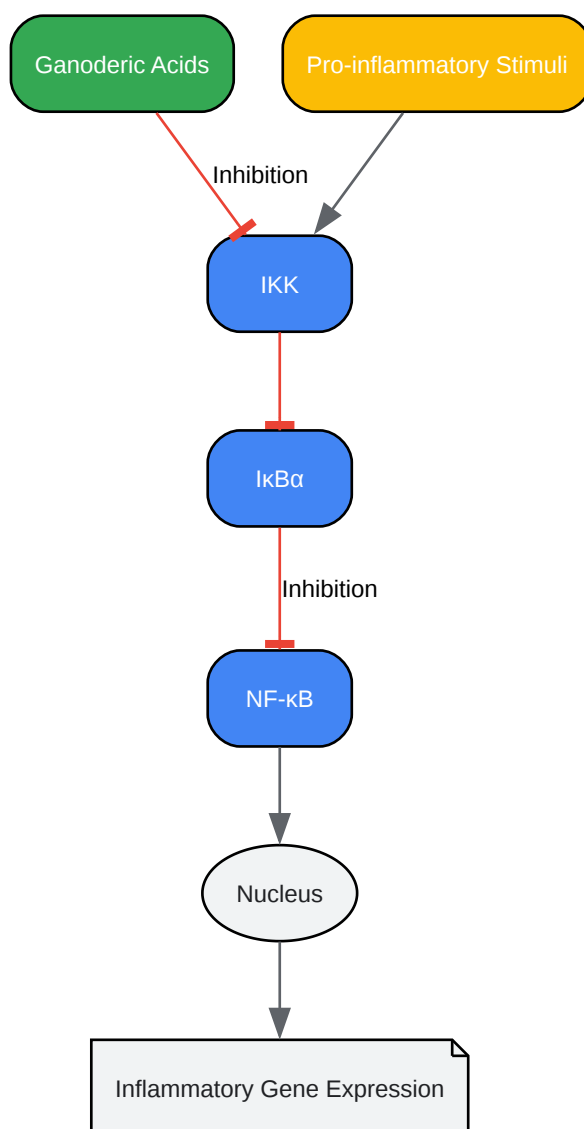 Ganoderic Acids
Pro-inflammatory Stimuli
Inhibition
IKK
IκBα
Inhibition
NF-κB
Nucleus
Inflammatory Gene Expression